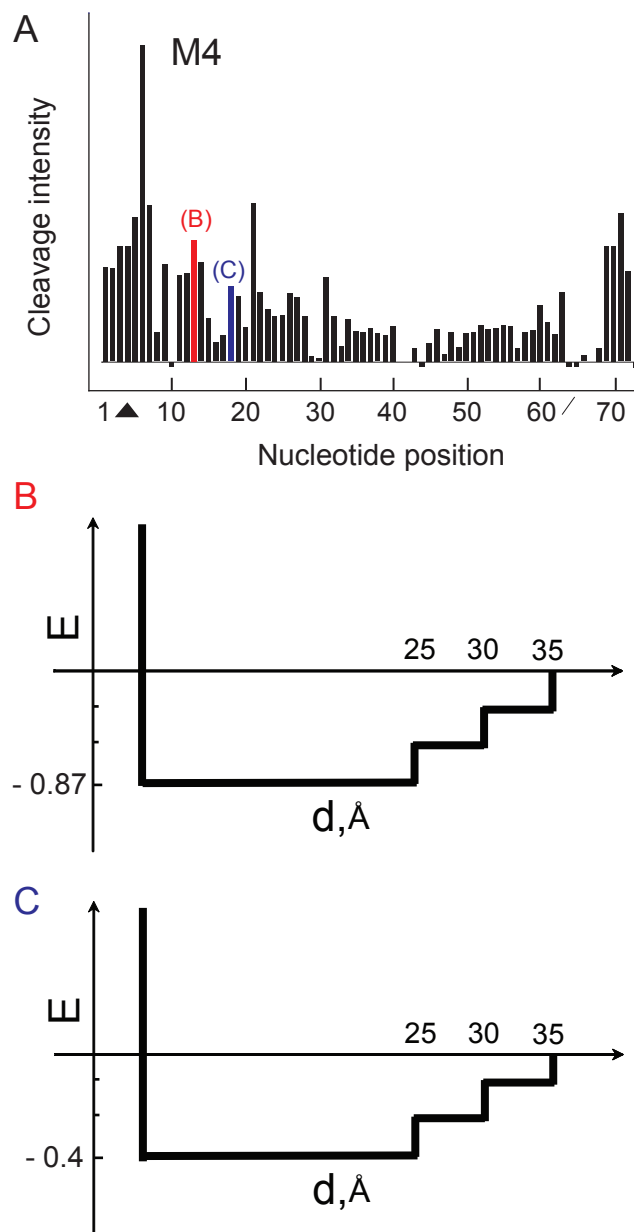 A
M4
Cleavage intensity
(B)
(C)
1 10 20 30 40 50 60 70
Nucleotide position
B
E
25 30 35
- 0.87
d,Å
C
E
25 30 35
- 0.4
d,Å